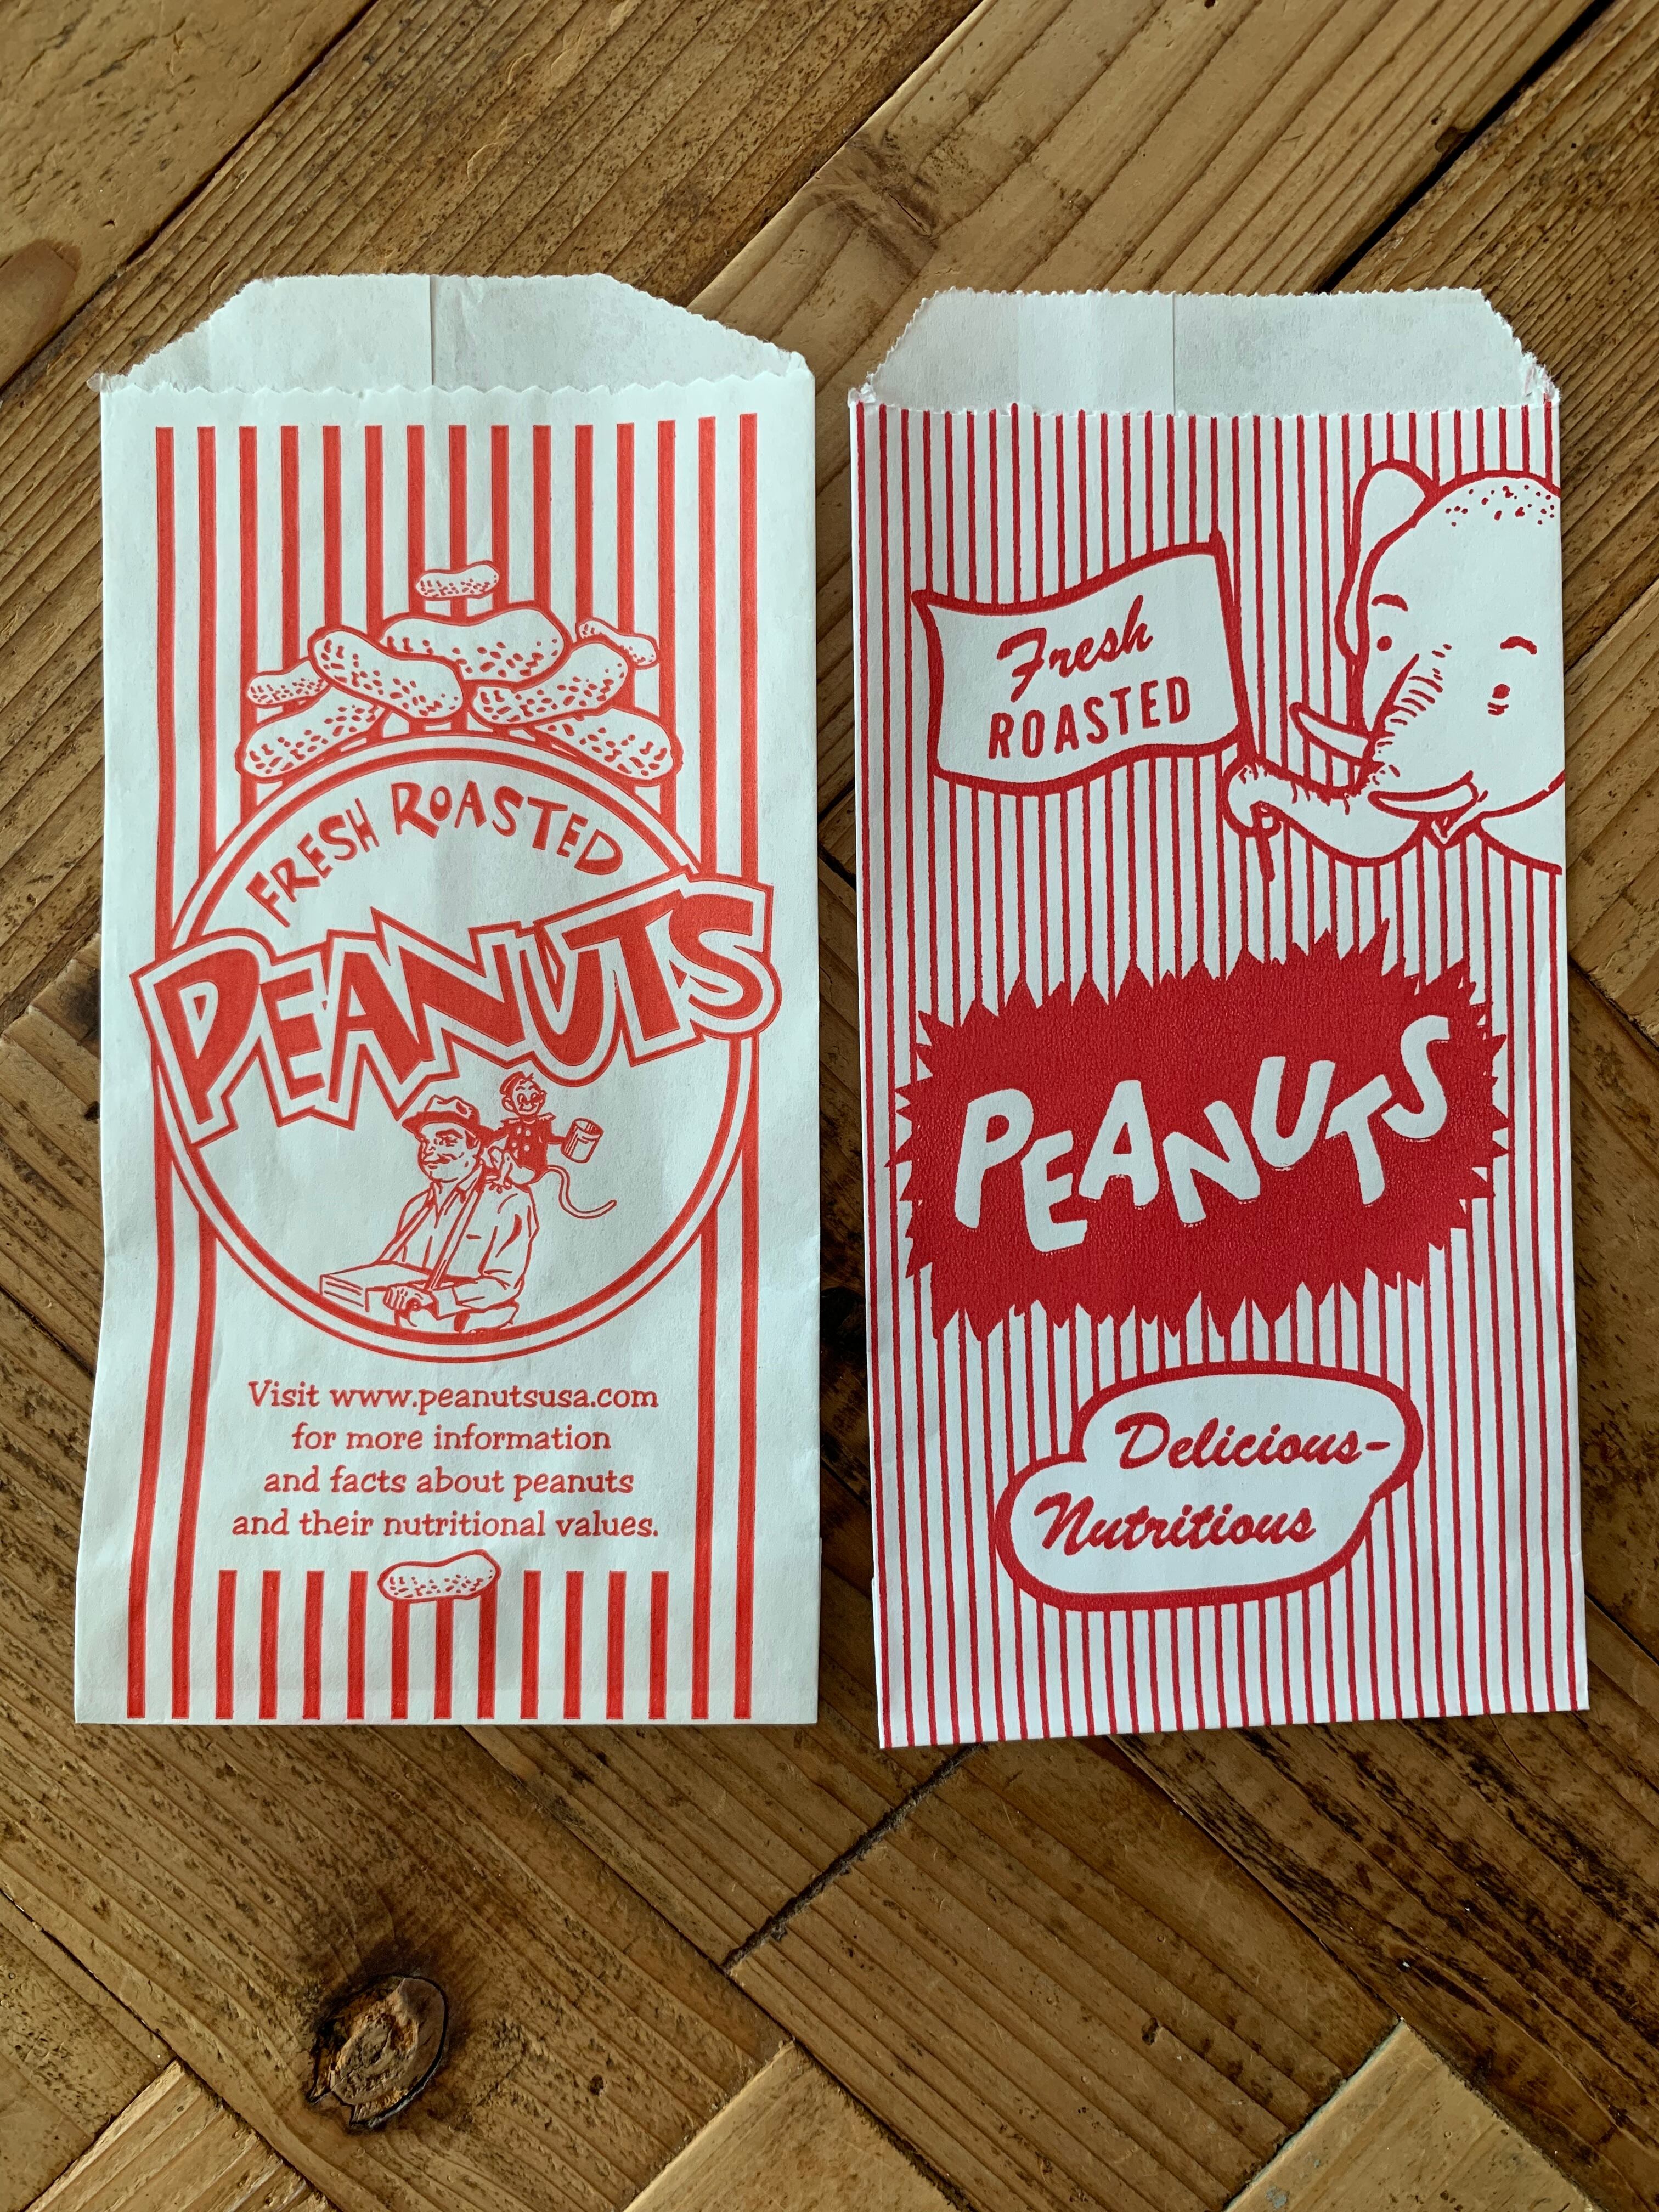 FRESH ROASTED
PEANUTS
Visit www.peanutsusa.com
for more information
and facts about peanuts
and their nutritional values.
Fresh
ROASTED
PEANUTS
Delicious-
Nutritious